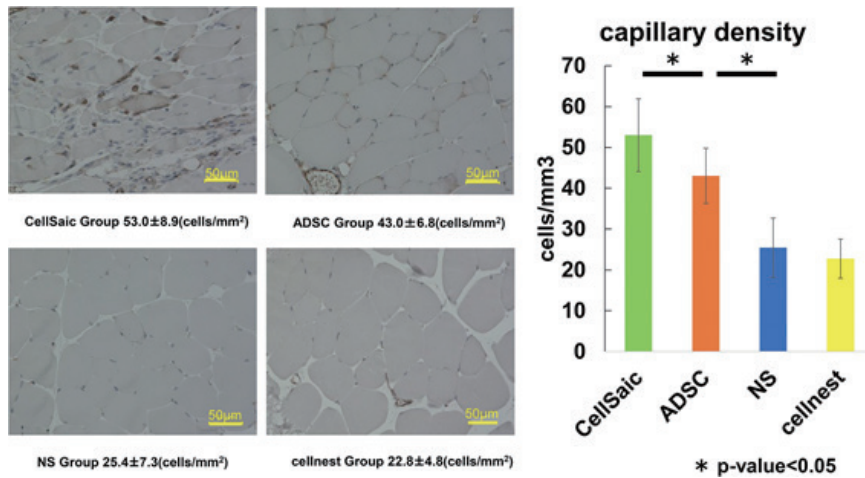 50μm
50μm
CellSaic Group 53.0±8.9(cells/mm²)
ADSC Group 43.0±6.8(cells/mm²)
50μm
50μm
NS Group 25.4±7.3(cells/mm²)
cellnest Group 22.8±4.8(cells/mm²)
capillary density
* *
70
60
50
40
30
20
10
0
cells/mm3
CellSaic
ADSC
NS
cellnest
* p-value<0.05